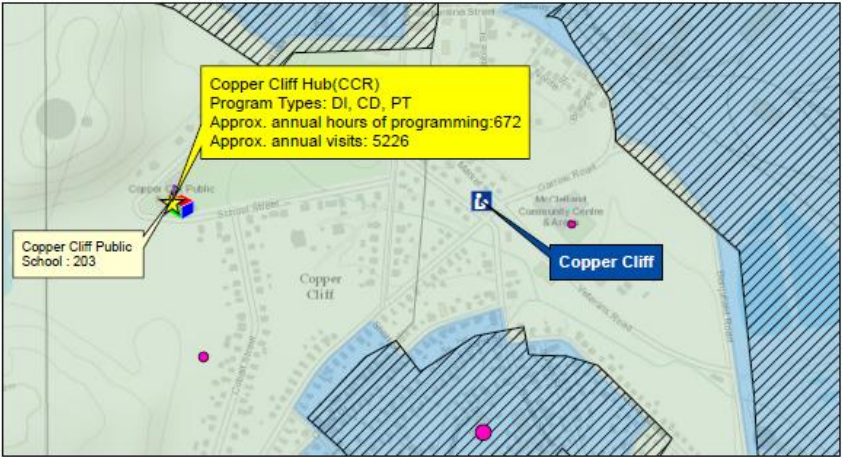 Copper Cliff Hub(CCR)
Program Types: DI, CD, PT
Approx. annual hours of programming:672
Approx. annual visits: 5226
Public
School Street
Garrow Road
McClelland
Community Centre
Copper Cliff Public
School : 203
Copper Cliff
Copper
Cliff
Veterans Road
Cobalt Street